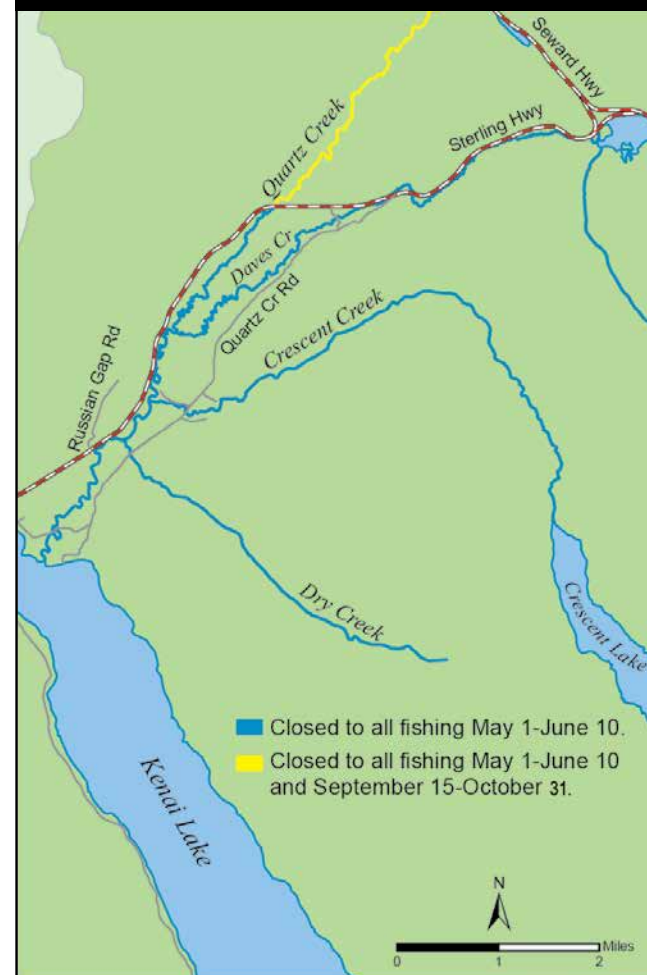 Seward Hwy
Sterling Hwy
Quartz Creek
Daves Cr
Quartz Cr Rd
Crescent Creek
Russian Gap Rd
Dry Creek
Crescent Lake
Kenai Lake
Closed to all fishing May 1-June 10.
Closed to all fishing May 1-June 10
and September 15-October 31.
N
0 1 2 Miles